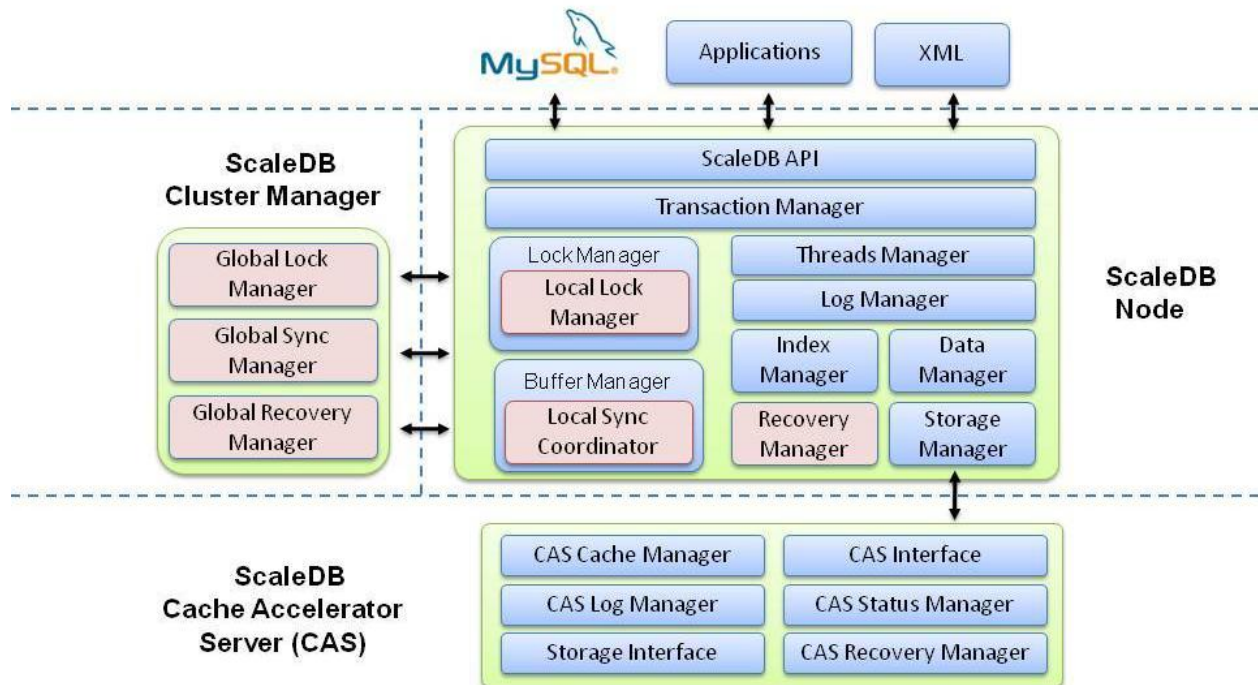 MySQL®
Applications
XML
ScaleDB
Cluster Manager
Global Lock
Manager
Global Sync
Manager
Global Recovery
Manager
ScaleDB API
Transaction Manager
Lock Manager
Local Lock
Manager
Buffer Manager
Local Sync
Coordinator
Threads Manager
Log Manager
Index
Manager
Data
Manager
Recovery
Manager
Storage
Manager
ScaleDB
Node
ScaleDB
Cache Accelerator
Server (CAS)
CAS Cache Manager
CAS Interface
CAS Log Manager
CAS Status Manager
Storage Interface
CAS Recovery Manager